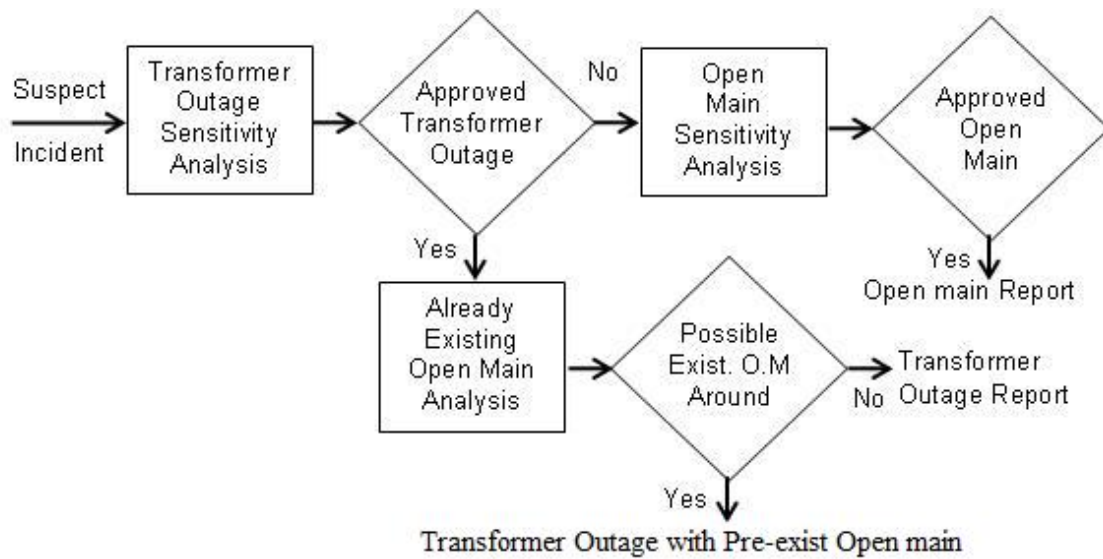 Suspect
Incident
Transformer
Outage
Sensitivity
Analysis
Approved
Transformer
Outage
No
Open
Main
Sensitivity
Analysis
Approved
Open
Main
Yes
Open main Report
Yes
Already
Existing
Open Main
Analysis
Possible
Exist. O.M
Around
No
Transformer
Outage Report
Yes
Transformer Outage with Pre-exist Open main